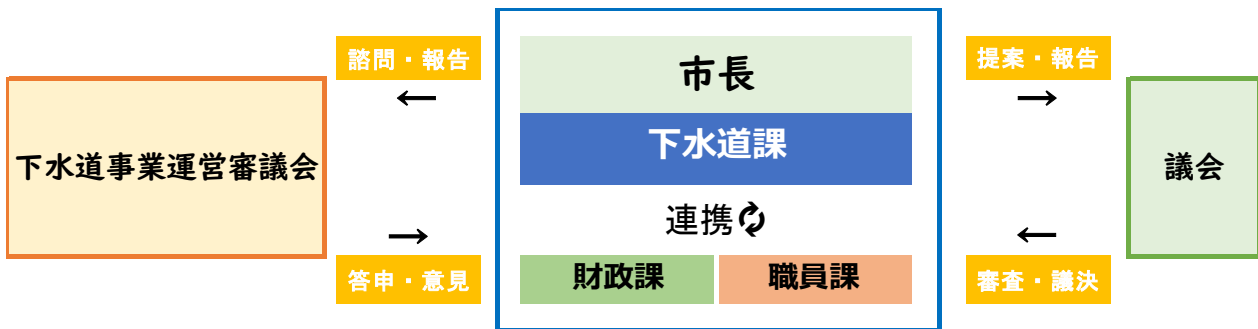 諮問・報告
←
下水道事業運営審議会
→
答申・意見
市長
下水道課
連携🗘
財政課
職員課
提案・報告
→
議会
←
審査・議決